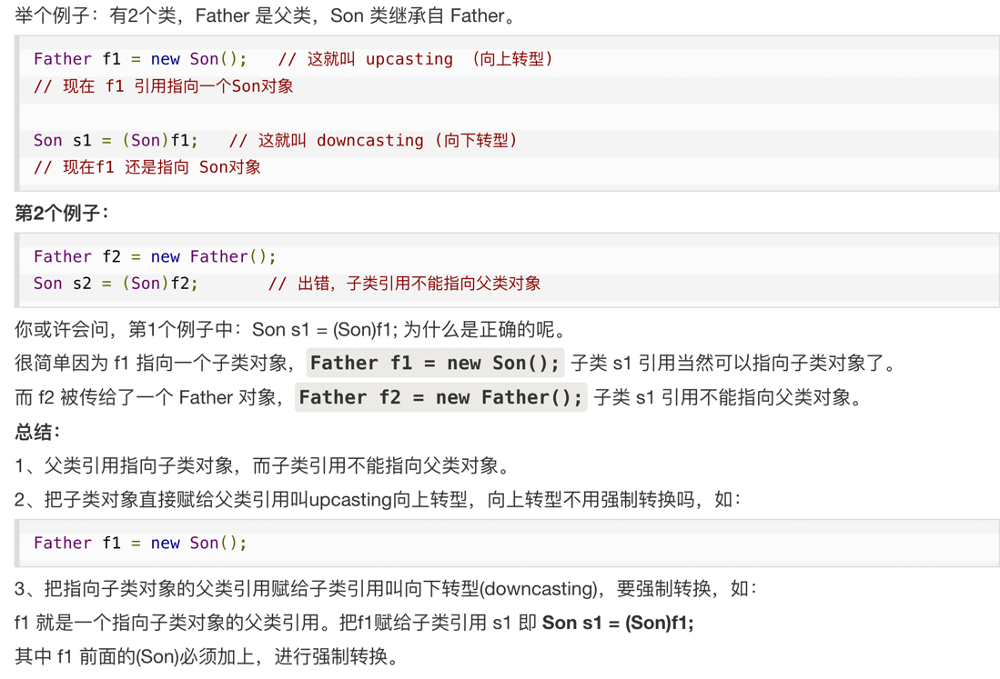 举个例子：有2个类，Father 是父类，Son 类继承自 Father。
Father f1 = new Son();   // 这就叫 upcasting （向上转型)
// 现在 f1 引用指向一个Son对象
Son s1 = (Son)f1;   // 这就叫 downcasting (向下转型)
// 现在f1 还是指向 Son对象
第2个例子：
Father f2 = new Father();
Son s2 = (Son)f2;       // 出错，子类引用不能指向父类对象
你或许会问，第1个例子中：Son s1 = (Son)f1; 为什么是正确的呢。
很简单因为 f1 指向一个子类对象，Father f1 = new Son(); 子类 s1 引用当然可以指向子类对象了。
而 f2 被传给了一个 Father 对象，Father f2 = new Father(); 子类 s1 引用不能指向父类对象。
总结：
1、父类引用指向子类对象，而子类引用不能指向父类对象。
2、把子类对象直接赋给父类引用叫upcasting向上转型，向上转型不用强制转换吗，如：
Father f1 = new Son();
3、把指向子类对象的父类引用赋给子类引用叫向下转型(downcasting)，要强制转换，如：
f1 就是一个指向子类对象的父类引用。把f1赋给子类引用 s1 即 Son s1 = (Son)f1;
其中 f1 前面的(Son)必须加上，进行强制转换。